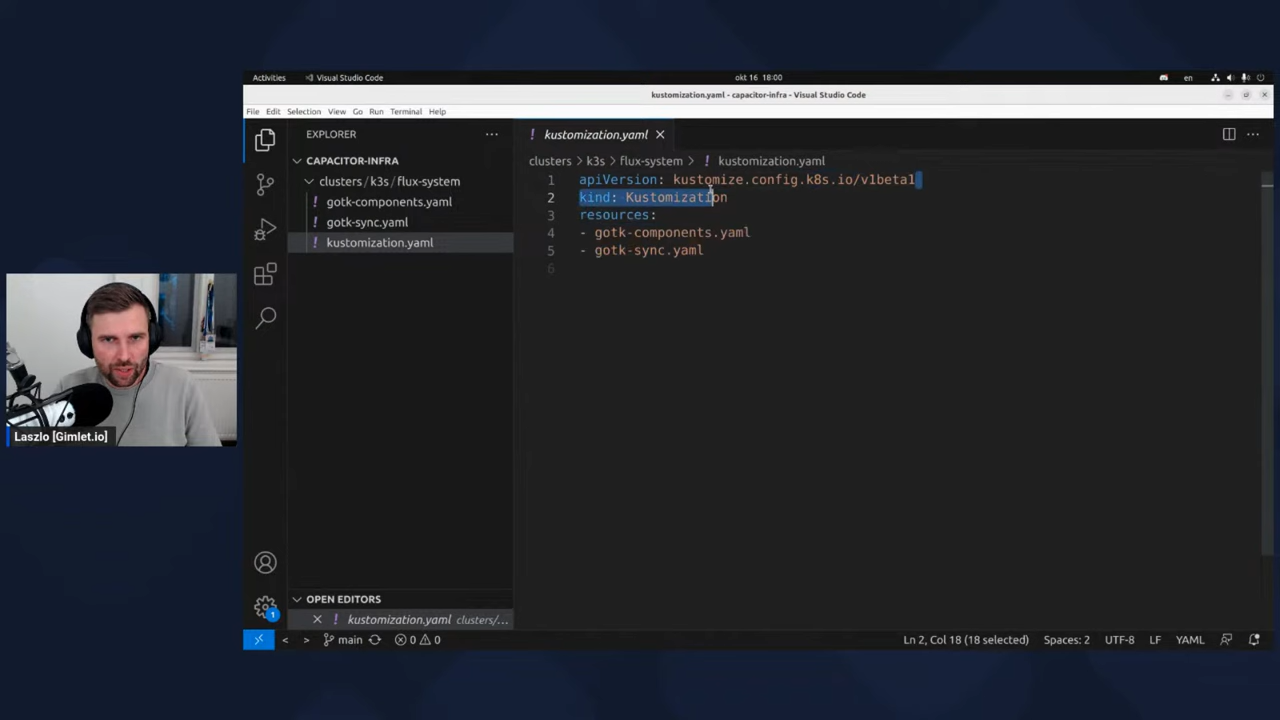 Activities
Visual Studio Code
okt 16 18:00
en
kustomization.yaml - capacitor-infra - Visual Studio Code
File Edit Selection View Go Run Terminal Help
EXPLORER
CAPACITOR-INFRA
clusters / k3s / flux-system
! gotk-components.yaml
! gotk-sync.yaml
! kustomization.yaml
! kustomization.yaml
clusters > k3s > flux-system > ! kustomization.yaml
1 apiVersion: kustomize.config.k8s.io/v1beta1
2 kind: Kustomization
3 resources:
4 - gotk-components.yaml
5 - gotk-sync.yaml
6
Laszlo [Gimlet.io]
1
OPEN EDITORS
! kustomization.yaml clusters/...
main
0 0
Ln 2, Col 18 (18 selected)
Spaces: 2
UTF-8
LF
YAML